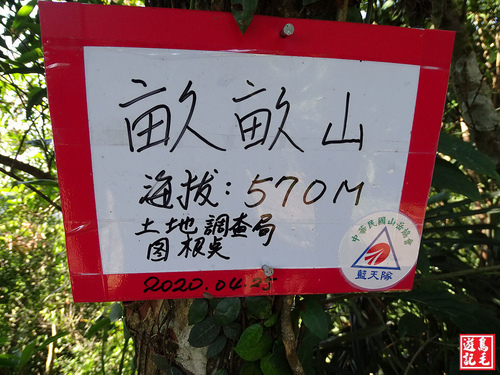 畝畝山
海拔：570M
土地調查局
图根点
2020.04.23
中華民國山岳協會
藍天隊
鳥毛遊記